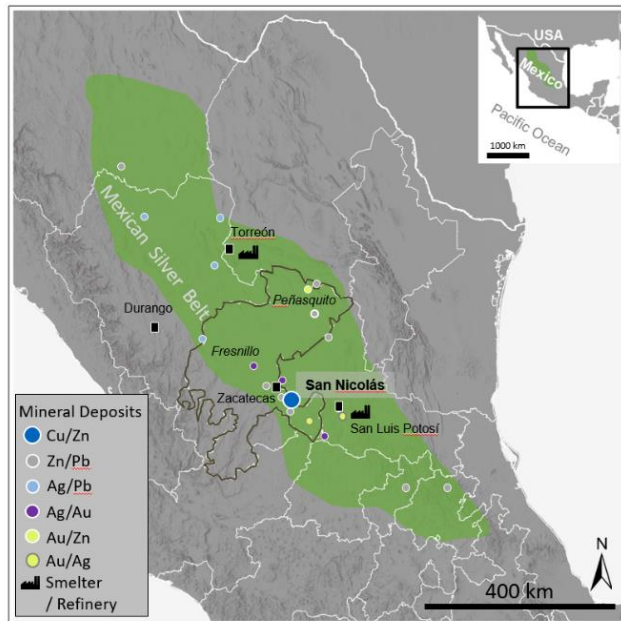 USA
Mexico
Pacific Ocean
1000 km
Mexican Silver Belt
Torreón
Peñasquito
Durango
Fresnillo
San Nicolás
Zacatecas
San Luis Potosí
Mineral Deposits
Cu/Zn
Zn/Pb
Ag/Pb
Ag/Au
Au/Zn
Au/Ag
Smelter
/ Refinery
N
400 km